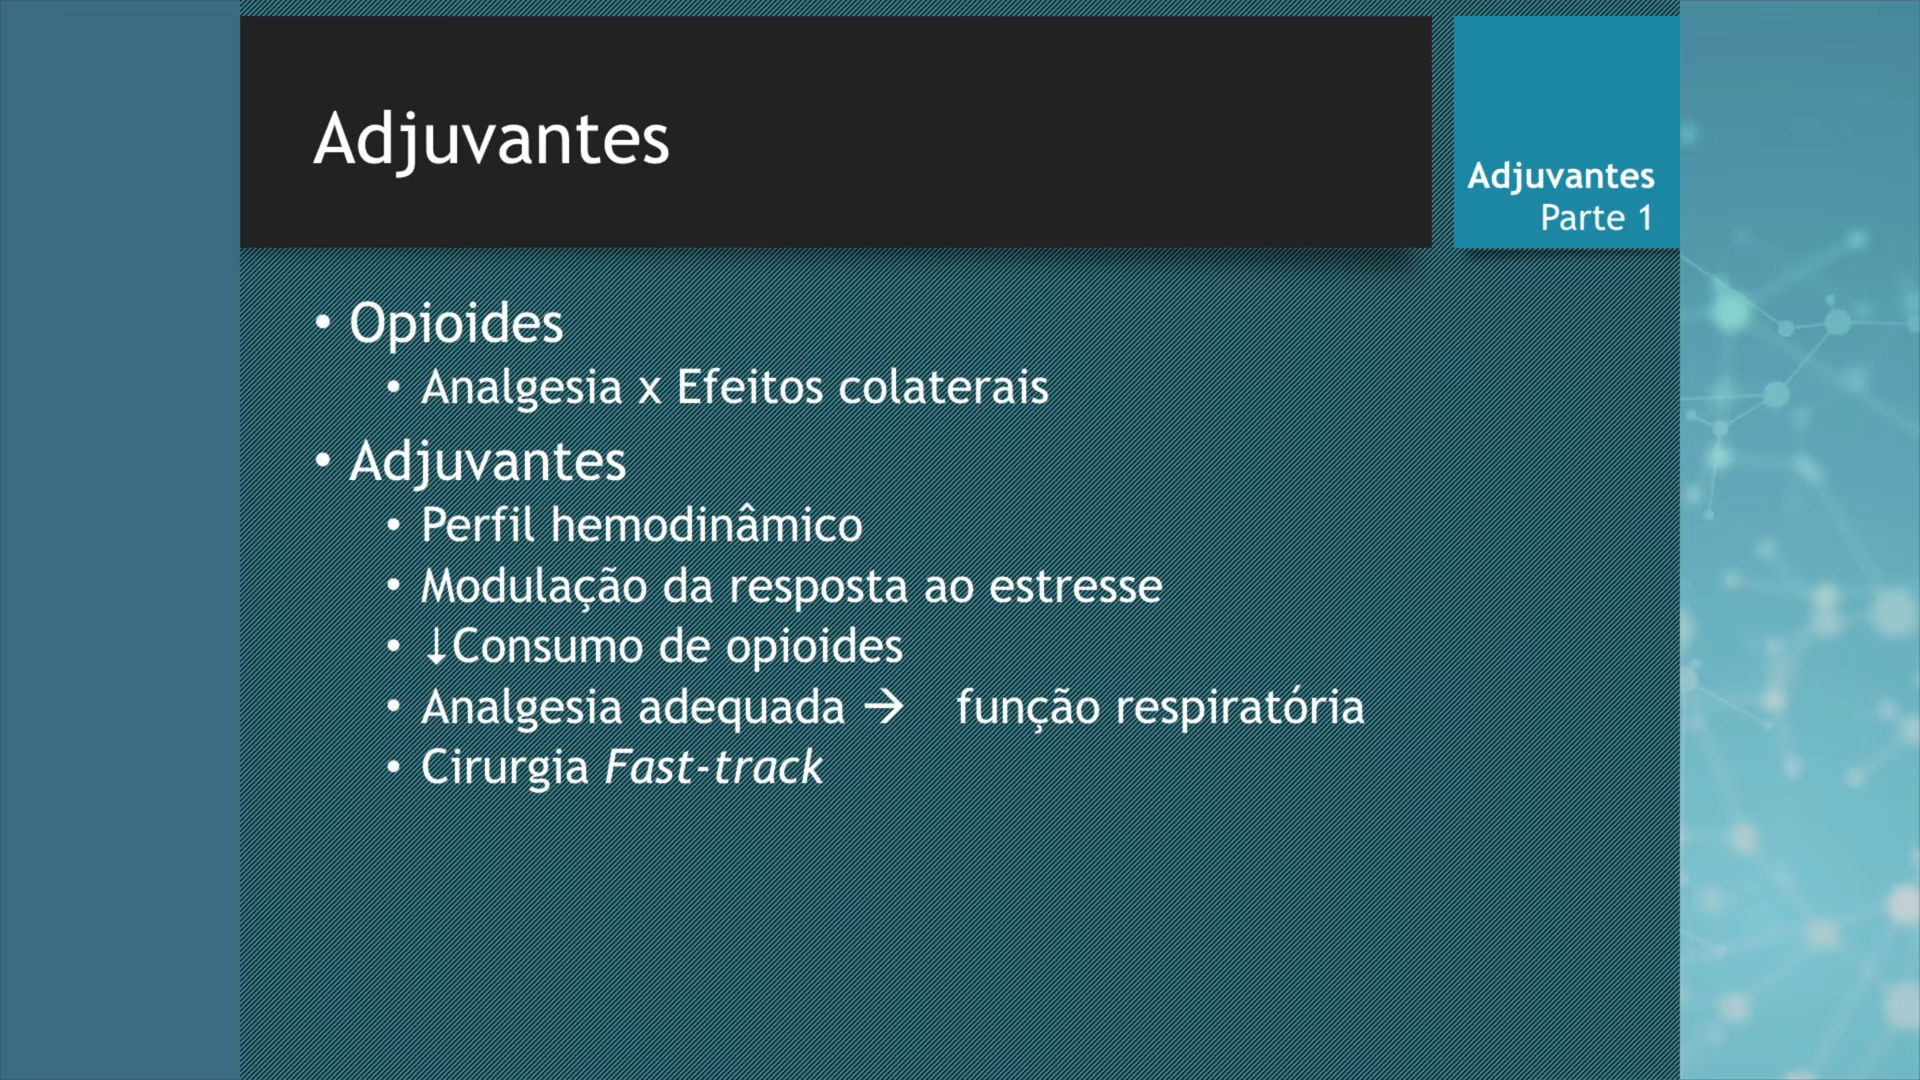 Adjuvantes
Adjuvantes
Parte 1
• Opioides
• Analgesia x Efeitos colaterais
• Adjuvantes
• Perfil hemodinâmico
• Modulação da resposta ao estresse
• ↓Consumo de opioides
• Analgesia adequada → função respiratória
• Cirurgia Fast-track